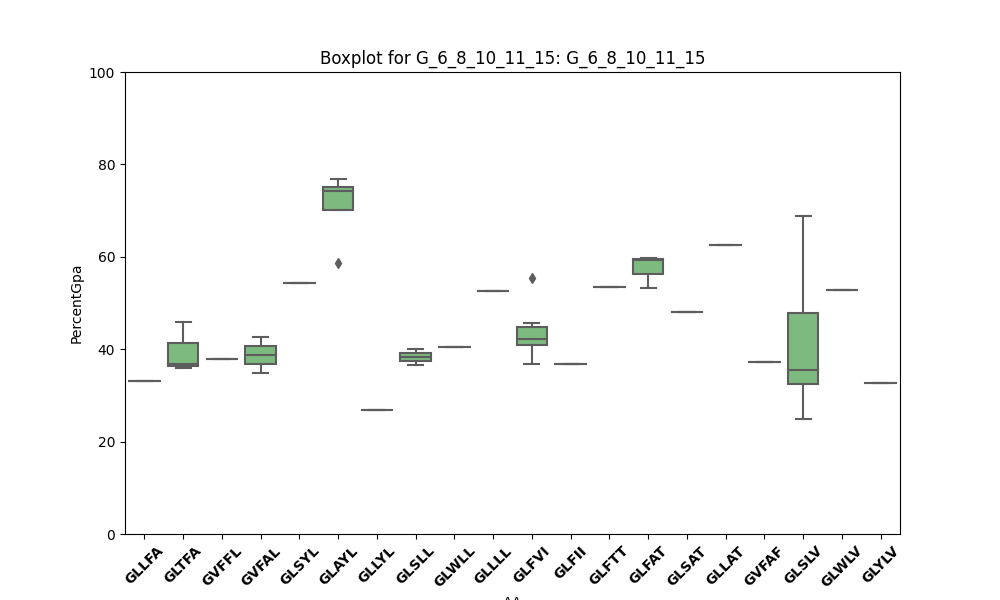 Boxplot for G_6_8_10_11_15: G_6_8_10_11_15
100
80
60
40
20
0
PercentGpa
GLLFA GLTFA GVFFL GVFAL GLSYL GLAYL GLLYL GLSLL GLWLL GLLLL GLFVI GLFII GLFTT GLFAT GLSAT GLLAT GVFAF GLSLV GLWLV GLYLV